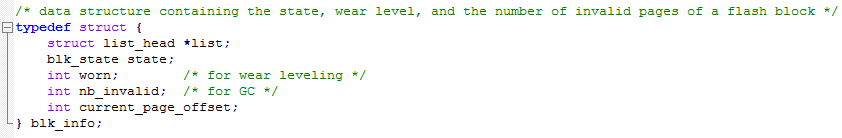 /* data structure containing the state, wear level, and the number of invalid pages of a flash block */
typedef struct {
    struct list_head *list;
    blk_state state;
    int worn;        /* for wear leveling */
    int nb_invalid;  /* for GC */
    int current_page_offset;
} blk_info;